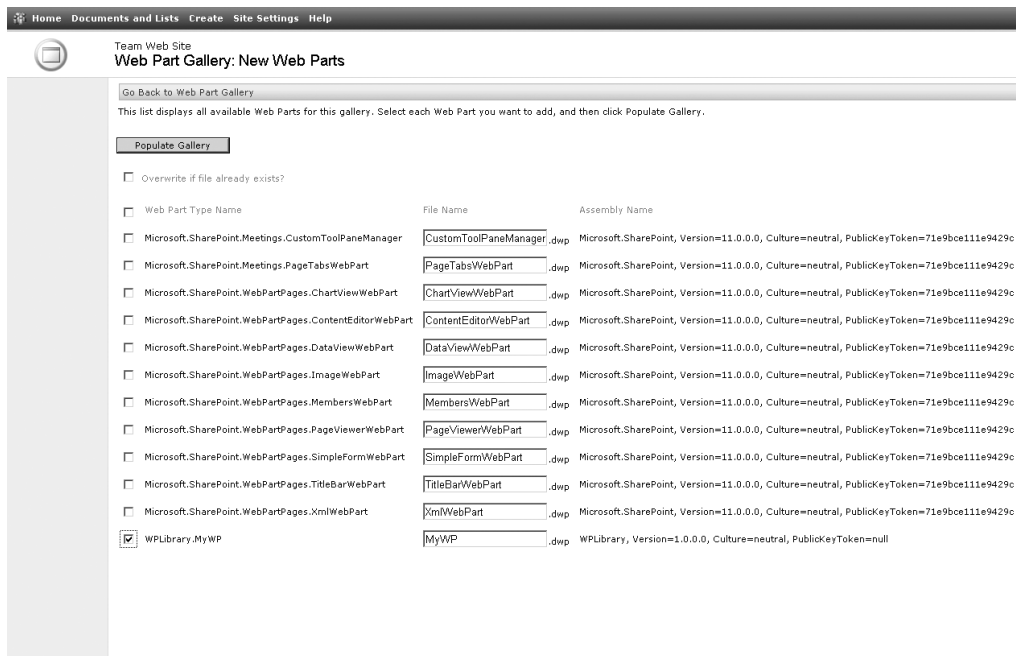 Home Documents and Lists Create Site Settings Help
Team Web Site
Web Part Gallery: New Web Parts
Go Back to Web Part Gallery
This list displays all available Web Parts for this gallery. Select each Web Part you want to add, and then click Populate Gallery.
Populate Gallery
Overwrite if file already exists?
Web Part Type Name File Name Assembly Name
Microsoft.SharePoint.Meetings.CustomToolPaneManager CustomToolPaneManager .dwp Microsoft.SharePoint, Version=11.0.0.0, Culture=neutral, PublicKeyToken=71e9bce111e9429c
Microsoft.SharePoint.Meetings.PageTabsWebPart PageTabsWebPart .dwp Microsoft.SharePoint, Version=11.0.0.0, Culture=neutral, PublicKeyToken=71e9bce111e9429c
Microsoft.SharePoint.WebPartPages.ChartViewWebPart ChartViewWebPart .dwp Microsoft.SharePoint, Version=11.0.0.0, Culture=neutral, PublicKeyToken=71e9bce111e9429c
Microsoft.SharePoint.WebPartPages.ContentEditorWebPart ContentEditorWebPart .dwp Microsoft.SharePoint, Version=11.0.0.0, Culture=neutral, PublicKeyToken=71e9bce111e9429c
Microsoft.SharePoint.WebPartPages.DataViewWebPart DataViewWebPart .dwp Microsoft.SharePoint, Version=11.0.0.0, Culture=neutral, PublicKeyToken=71e9bce111e9429c
Microsoft.SharePoint.WebPartPages.ImageWebPart ImageWebPart .dwp Microsoft.SharePoint, Version=11.0.0.0, Culture=neutral, PublicKeyToken=71e9bce111e9429c
Microsoft.SharePoint.WebPartPages.MembersWebPart MembersWebPart .dwp Microsoft.SharePoint, Version=11.0.0.0, Culture=neutral, PublicKeyToken=71e9bce111e9429c
Microsoft.SharePoint.WebPartPages.PageViewerWebPart PageViewerWebPart .dwp Microsoft.SharePoint, Version=11.0.0.0, Culture=neutral, PublicKeyToken=71e9bce111e9429c
Microsoft.SharePoint.WebPartPages.SimpleFormWebPart SimpleFormWebPart .dwp Microsoft.SharePoint, Version=11.0.0.0, Culture=neutral, PublicKeyToken=71e9bce111e9429c
Microsoft.SharePoint.WebPartPages.TitleBarWebPart TitleBarWebPart .dwp Microsoft.SharePoint, Version=11.0.0.0, Culture=neutral, PublicKeyToken=71e9bce111e9429c
Microsoft.SharePoint.WebPartPages.XmlWebPart XmlWebPart .dwp Microsoft.SharePoint, Version=11.0.0.0, Culture=neutral, PublicKeyToken=71e9bce111e9429c
WPLibrary.MyWP MyWP .dwp WPLibrary, Version=1.0.0.0, Culture=neutral, PublicKeyToken=null